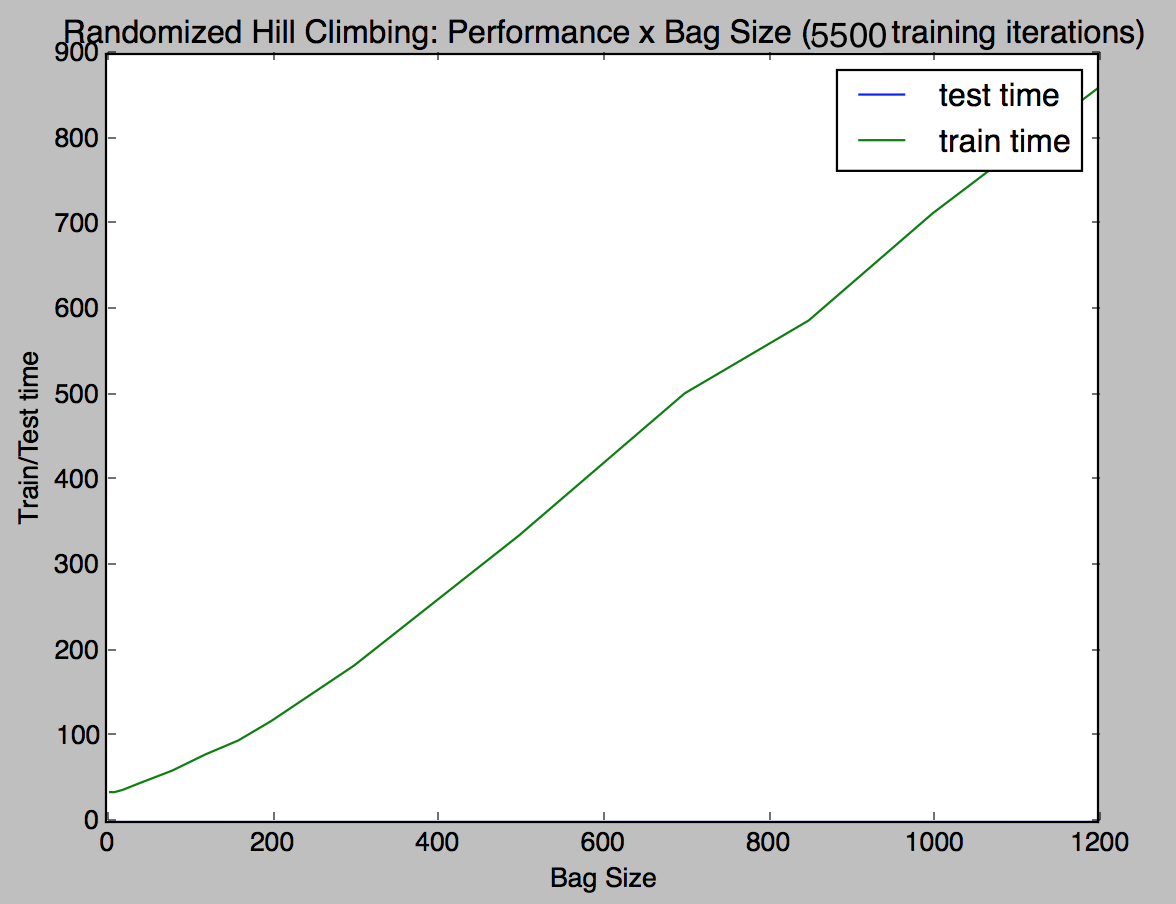 Randomized Hill Climbing: Performance x Bag Size (5500 training iterations)
900
800
700
600
500
400
300
200
100
0
Train/Test time
test time
train time
0 200 400 600 800 1000 1200
Bag Size